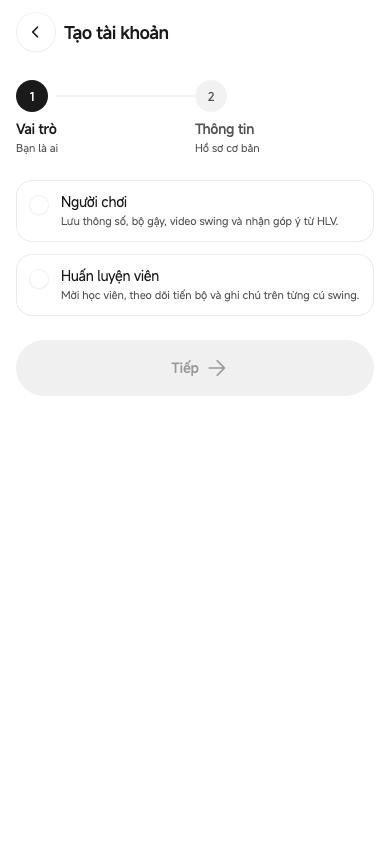 Tạo tài khoản
1
2
Vai trò
Thông tin
Bạn là ai
Hồ sơ cơ bản
Người chơi
Lưu thông số, bộ gậy, video swing và nhận góp ý từ HLV.
Huấn luyện viên
Mời học viên, theo dõi tiến bộ và ghi chú trên từng cú swing.
Tiếp